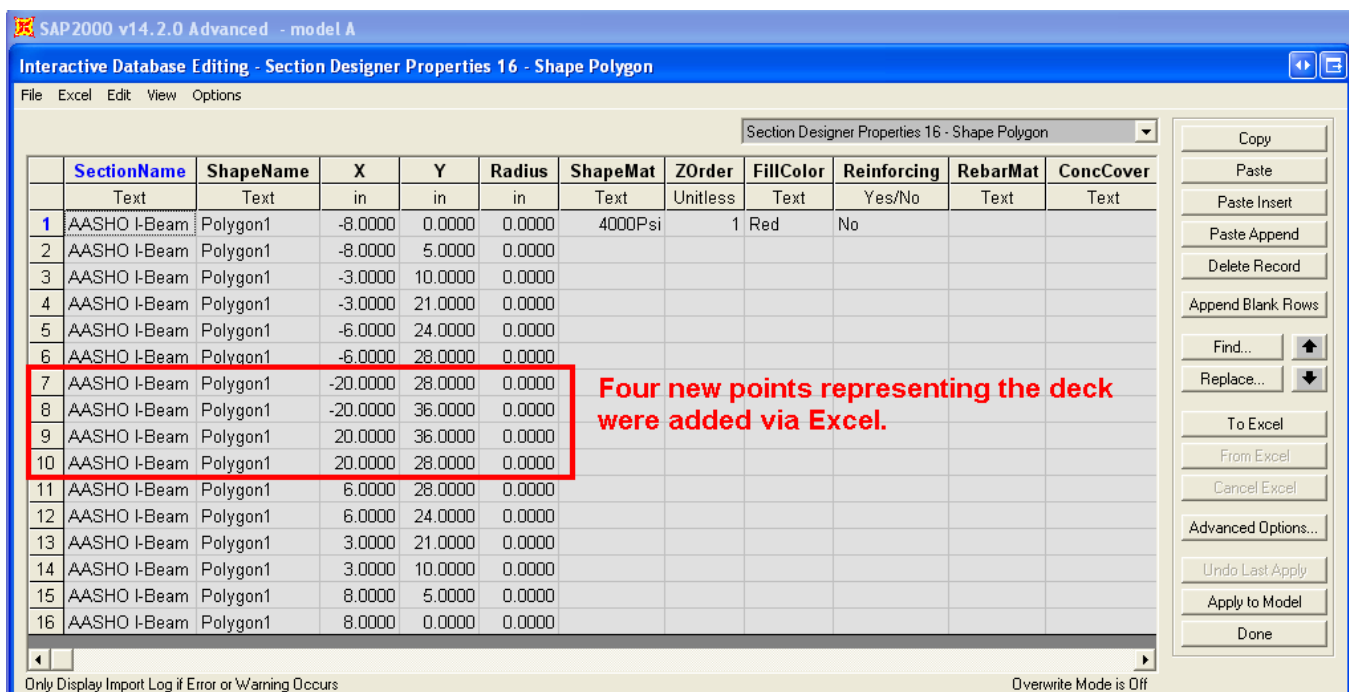 SAP2000 v14.2.0 Advanced - model A
Interactive Database Editing - Section Designer Properties 16 - Shape Polygon
File Excel Edit View Options
Section Designer Properties 16 - Shape Polygon
SectionName ShapeName X Y Radius ShapeMat ZOrder FillColor Reinforcing RebarMat ConcCover
Text Text in in in Text Unitless Text Yes/No Text Text
1 AASHO I-Beam Polygon1 -8.0000 0.0000 0.0000 4000Psi 1 Red No
2 AASHO I-Beam Polygon1 -8.0000 5.0000 0.0000
3 AASHO I-Beam Polygon1 -3.0000 10.0000 0.0000
4 AASHO I-Beam Polygon1 -3.0000 21.0000 0.0000
5 AASHO I-Beam Polygon1 -6.0000 24.0000 0.0000
6 AASHO I-Beam Polygon1 -6.0000 28.0000 0.0000
7 AASHO I-Beam Polygon1 -20.0000 28.0000 0.0000
8 AASHO I-Beam Polygon1 -20.0000 36.0000 0.0000
9 AASHO I-Beam Polygon1 20.0000 36.0000 0.0000
10 AASHO I-Beam Polygon1 20.0000 28.0000 0.0000
11 AASHO I-Beam Polygon1 6.0000 28.0000 0.0000
12 AASHO I-Beam Polygon1 6.0000 24.0000 0.0000
13 AASHO I-Beam Polygon1 3.0000 21.0000 0.0000
14 AASHO I-Beam Polygon1 3.0000 10.0000 0.0000
15 AASHO I-Beam Polygon1 8.0000 5.0000 0.0000
16 AASHO I-Beam Polygon1 8.0000 0.0000 0.0000
Four new points representing the deck
were added via Excel.
Copy
Paste
Paste Insert
Paste Append
Delete Record
Append Blank Rows
Find...
Replace...
To Excel
From Excel
Cancel Excel
Advanced Options...
Undo Last Apply
Apply to Model
Done
Only Display Import Log if Error or Warning Occurs
Overwrite Mode is Off